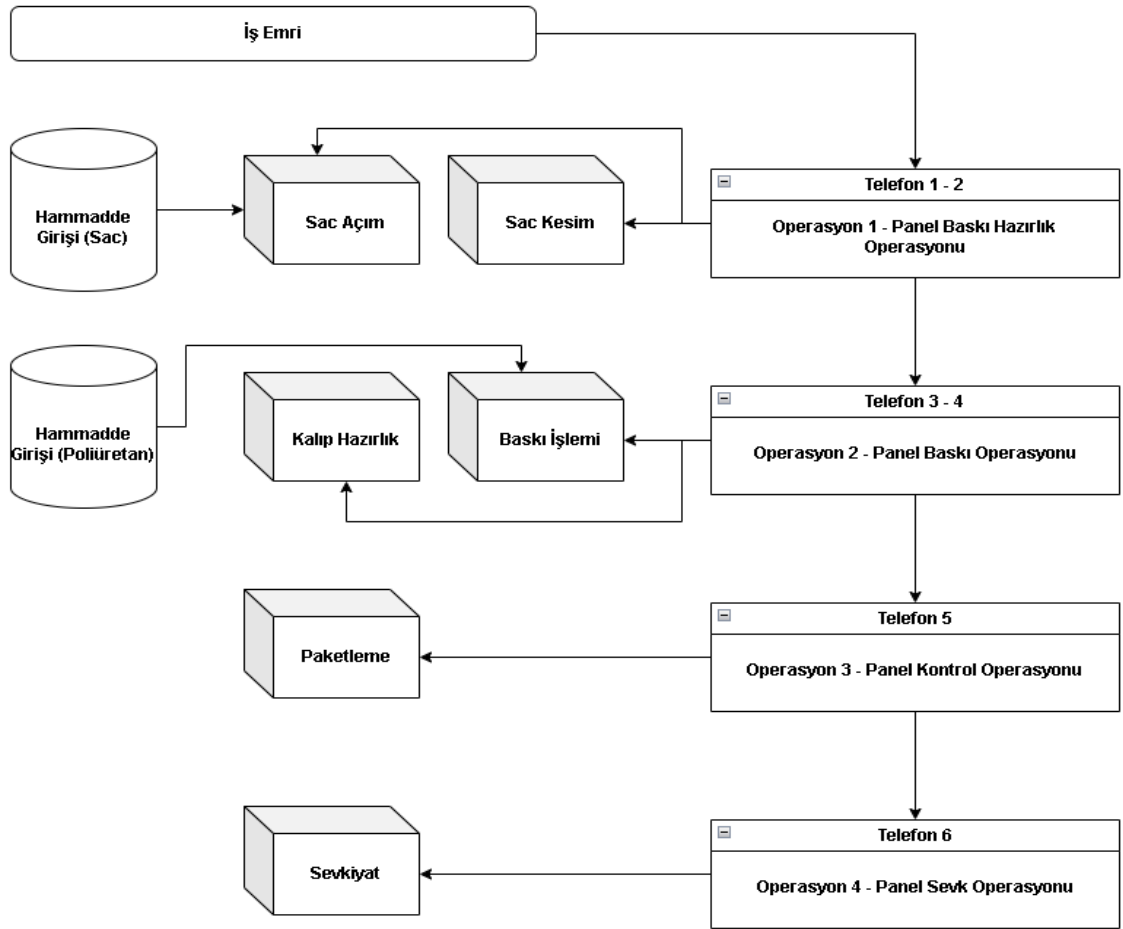 İş Emri
Hammadde
Girişi (Sac)
Sac Açım
Sac Kesim
Telefon 1 - 2
Operasyon 1 - Panel Baskı Hazırlık
Operasyonu
Hammadde
Girişi (Poliüretan)
Kalıp Hazırlık
Baskı İşlemi
Telefon 3 - 4
Operasyon 2 - Panel Baskı Operasyonu
Paketleme
Telefon 5
Operasyon 3 - Panel Kontrol Operasyonu
Sevkiyat
Telefon 6
Operasyon 4 - Panel Sevk Operasyonu